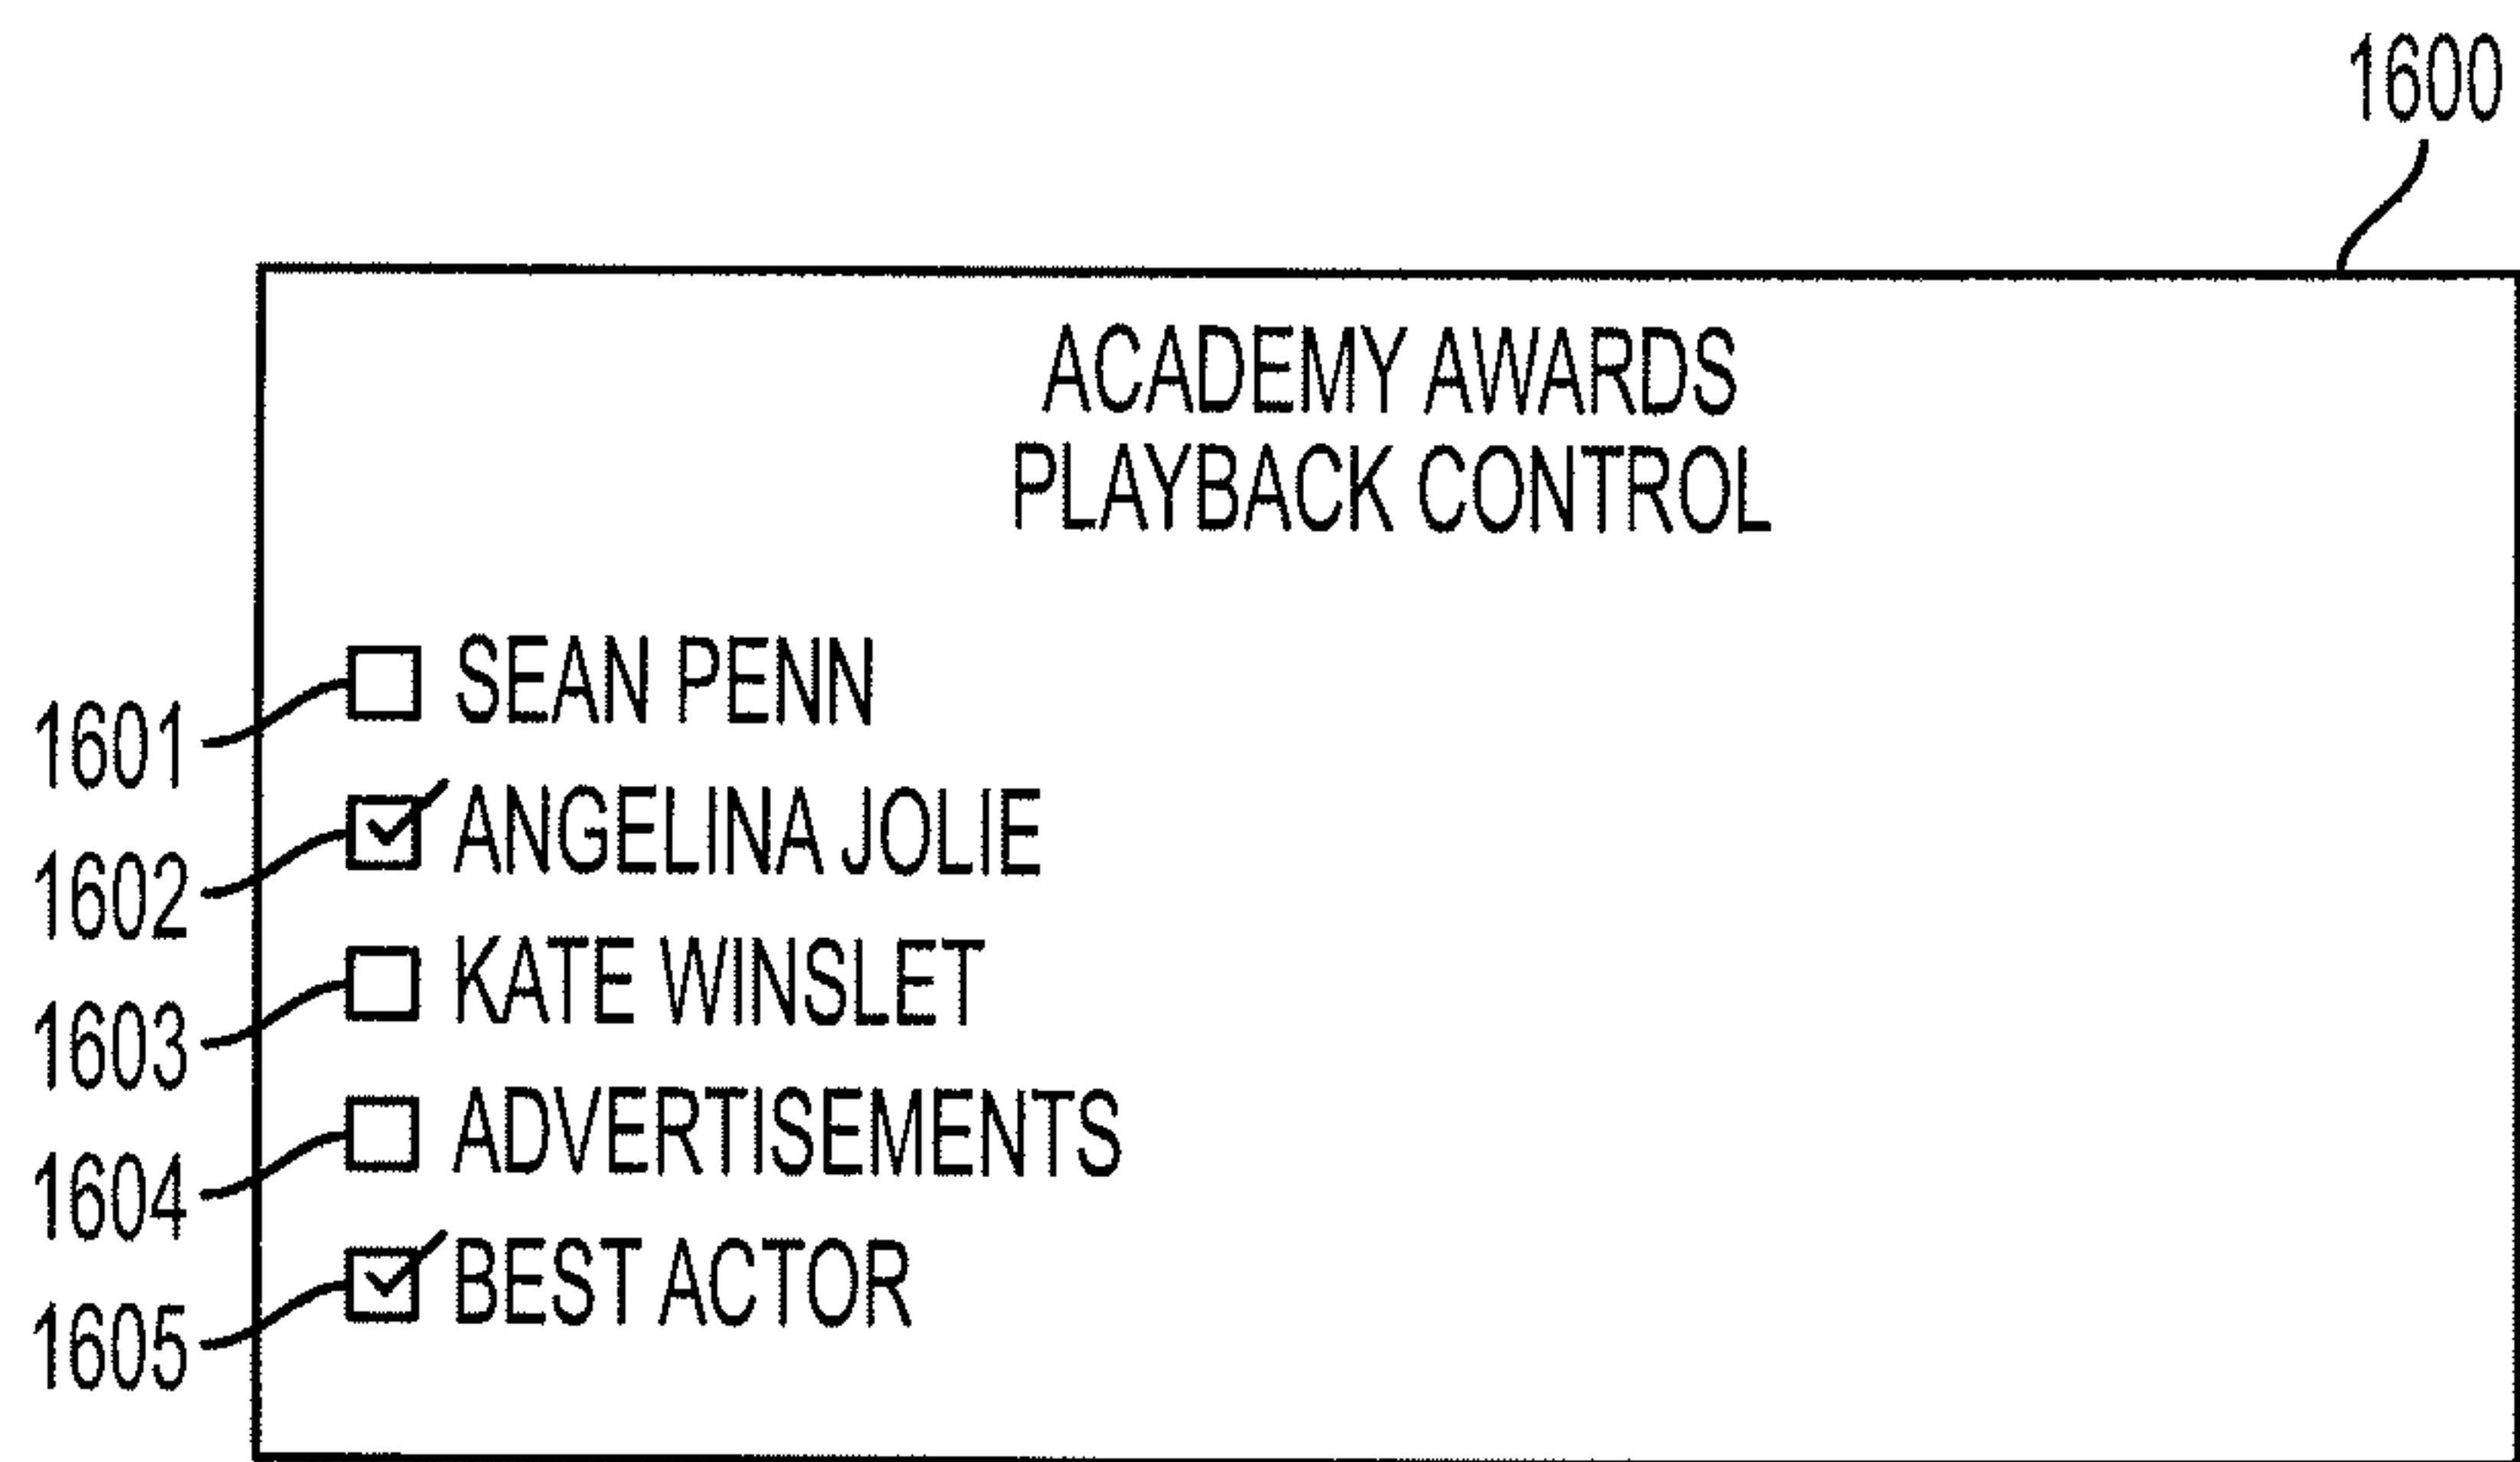 1600
ACADEMY AWARDS
PLAYBACK CONTROL
SEAN PENN
1601
ANGELINA JOLIE
1602
KATE WINSLET
1603
ADVERTISEMENTS
1604
BEST ACTOR
1605